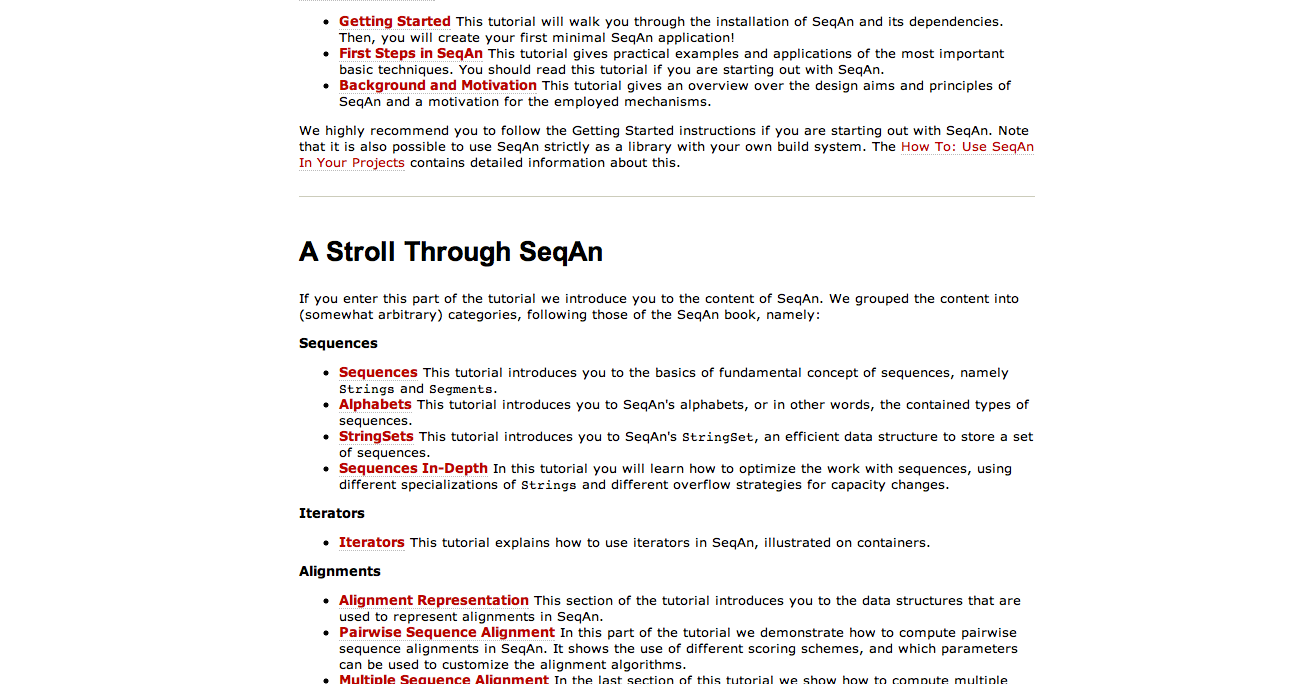 Getting Started This tutorial will walk you through the installation of SeqAn and its dependencies.
Then, you will create your first minimal SeqAn application!
First Steps in SeqAn This tutorial gives practical examples and applications of the most important
basic techniques. You should read this tutorial if you are starting out with SeqAn.
Background and Motivation This tutorial gives an overview over the design aims and principles of
SeqAn and a motivation for the employed mechanisms.
We highly recommend you to follow the Getting Started instructions if you are starting out with SeqAn. Note
that it is also possible to use SeqAn strictly as a library with your own build system. The How To: Use SeqAn
In Your Projects contains detailed information about this.
A Stroll Through SeqAn
If you enter this part of the tutorial we introduce you to the content of SeqAn. We grouped the content into
(somewhat arbitrary) categories, following those of the SeqAn book, namely:
Sequences
Sequences This tutorial introduces you to the basics of fundamental concept of sequences, namely
Strings and Segments.
Alphabets This tutorial introduces you to SeqAn's alphabets, or in other words, the contained types of
sequences.
StringSets This tutorial introduces you to SeqAn's StringSet, an efficient data structure to store a set
of sequences.
Sequences In-Depth In this tutorial you will learn how to optimize the work with sequences, using
different specializations of Strings and different overflow strategies for capacity changes.
Iterators
Iterators This tutorial explains how to use iterators in SeqAn, illustrated on containers.
Alignments
Alignment Representation This section of the tutorial introduces you to the data structures that are
used to represent alignments in SeqAn.
Pairwise Sequence Alignment In this part of the tutorial we demonstrate how to compute pairwise
sequence alignments in SeqAn. It shows the use of different scoring schemes, and which parameters
can be used to customize the alignment algorithms.
Multiple Sequence Alignment In the last section of this tutorial we show how to compute multiple